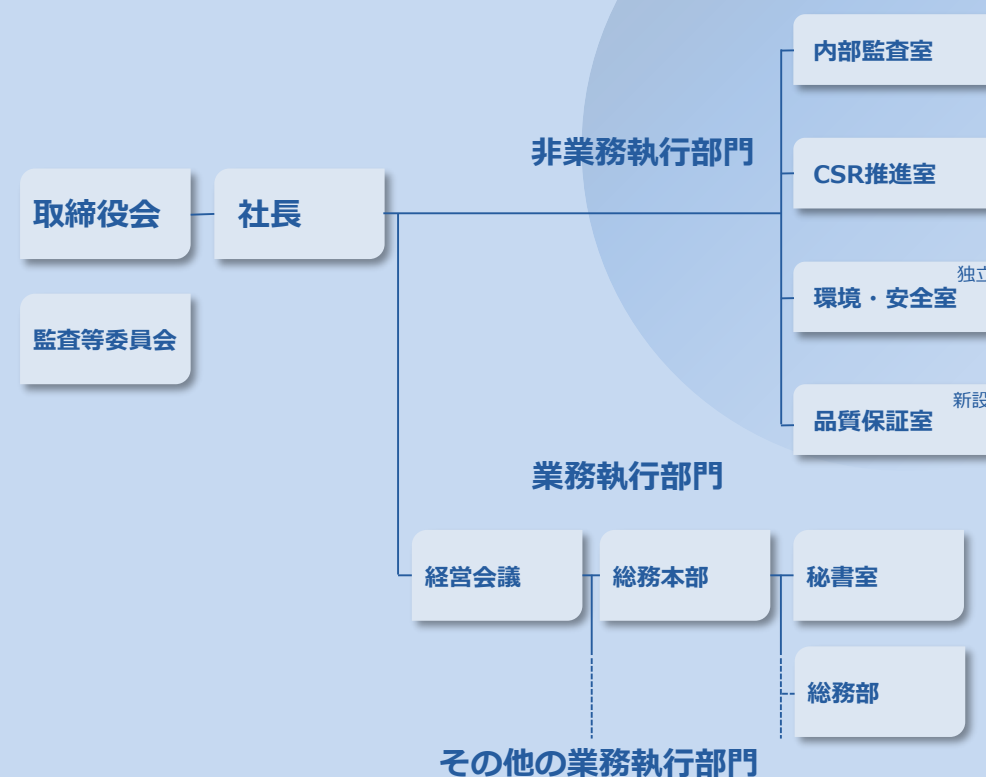 内部監査室
非業務執行部門
CSR推進室
取締役会
社長
独立
環境・安全室
監査等委員会
新設
品質保証室
業務執行部門
経営会議
総務本部
秘書室
総務部
その他の業務執行部門